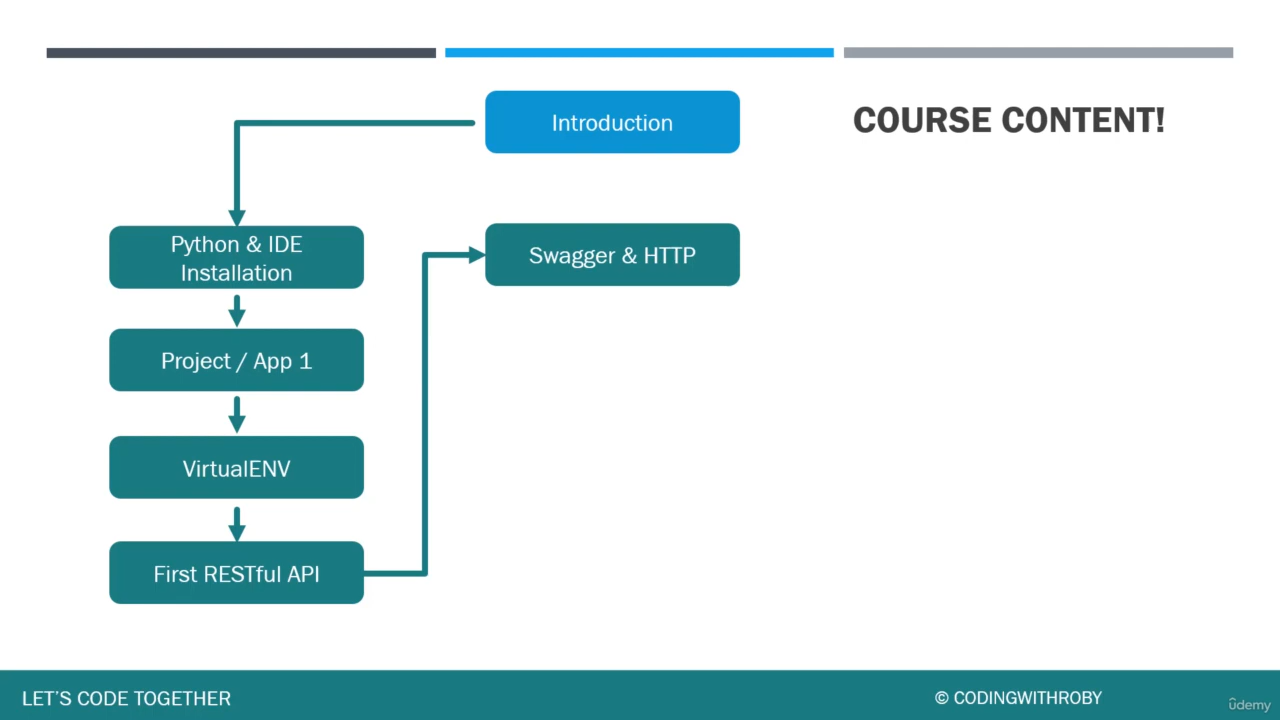 Introduction
COURSE CONTENT!
Python & IDE
Installation
Project / App 1
VirtualENV
First RESTful API
Swagger & HTTP
LET'S CODE TOGETHER
© CODINGWITHROBY
ûdemy